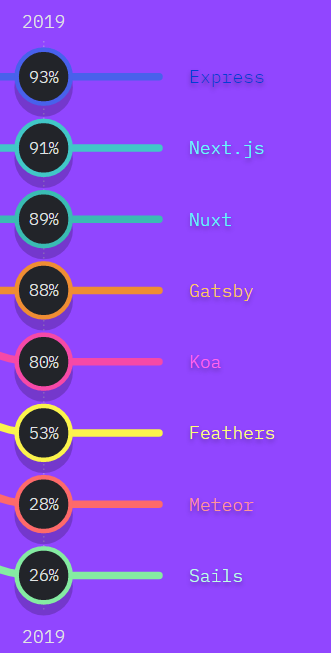 2019
93% Express
91% Next.js
89% Nuxt
88% Gatsby
80% Koa
53% Feathers
28% Meteor
26% Sails
2019